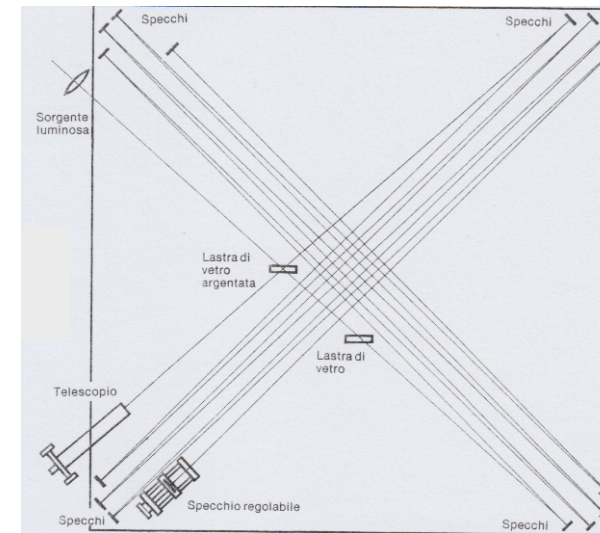 Specchi
Specchi
Sorgente
luminosa
Lastra di
vetro
argentata
Lastra di
vetro
Telescopio
Specchio regolabile
Specchi
Specchi